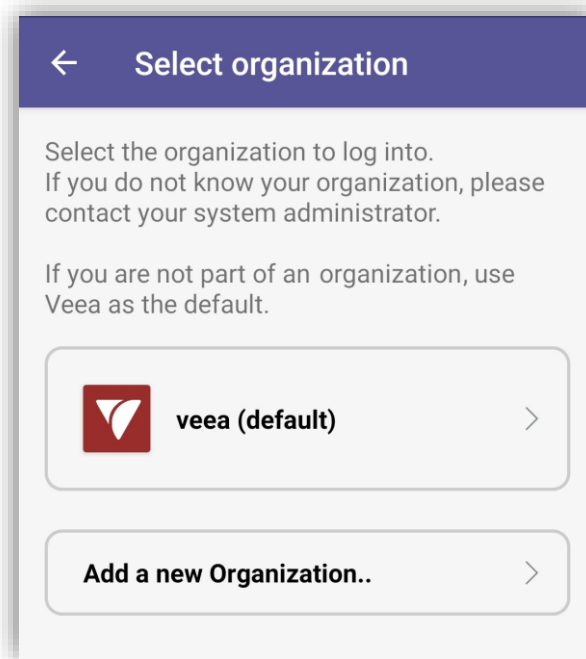 Select organization
Select the organization to log into.
If you do not know your organization, please
contact your system administrator.
If you are not part of an organization, use
Veea as the default.
veea (default)
Add a new Organization..